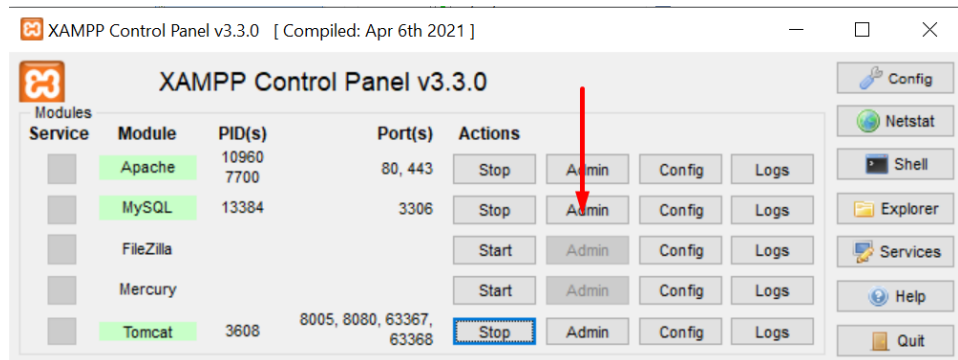 XAMPP Control Panel v3.3.0 [ Compiled: Apr 6th 2021 ]
XAMPP Control Panel v3.3.0
Config
Modules
Service Module PID(s) Port(s) Actions
Netstat
Apache 10960 7700 80, 443 Stop Admin Config Logs
Shell
MySQL 13384 3306 Stop Admin Config Logs
Explorer
FileZilla Start Admin Config Logs
Services
Mercury Start Admin Config Logs
Help
Tomcat 3608 8005, 8080, 63367, 63368 Stop Admin Config Logs
Quit